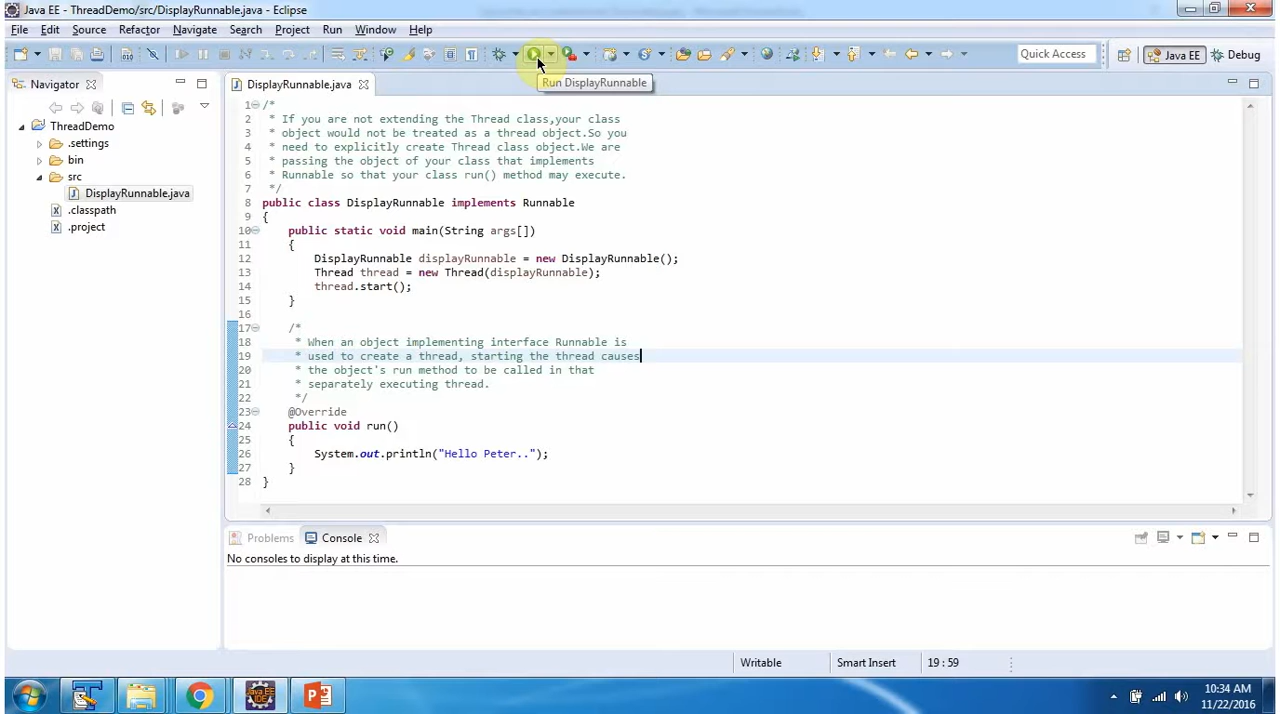 Java EE - ThreadDemo/src/DisplayRunnable.java - Eclipse
File Edit Source Refactor Navigate Search Project Run Window Help
Quick Access Java EE Debug
Run DisplayRunnable
Navigator
ThreadDemo
.settings
bin
src
DisplayRunnable.java
.classpath
.project
DisplayRunnable.java
1 /*
2 * If you are not extending the Thread class,your class
3 * object would not be treated as a thread object.So you
4 * need to explicitly create Thread class object.We are
5 * passing the object of your class that implements
6 * Runnable so that your class run() method may execute.
7 */
8 public class DisplayRunnable implements Runnable
9 {
10 public static void main(String args[])
11 {
12 DisplayRunnable displayRunnable = new DisplayRunnable();
13 Thread thread = new Thread(displayRunnable);
14 thread.start();
15 }
16
17 /*
18 * When an object implementing interface Runnable is
19 * used to create a thread, starting the thread causes
20 * the object's run method to be called in that
21 * separately executing thread.
22 */
23 @Override
24 public void run()
25 {
26 System.out.println("Hello Peter..");
27 }
28 }
Problems Console
No consoles to display at this time.
Writable Smart Insert 19 : 59
Java EE
IDE
10:34 AM
11/22/2016